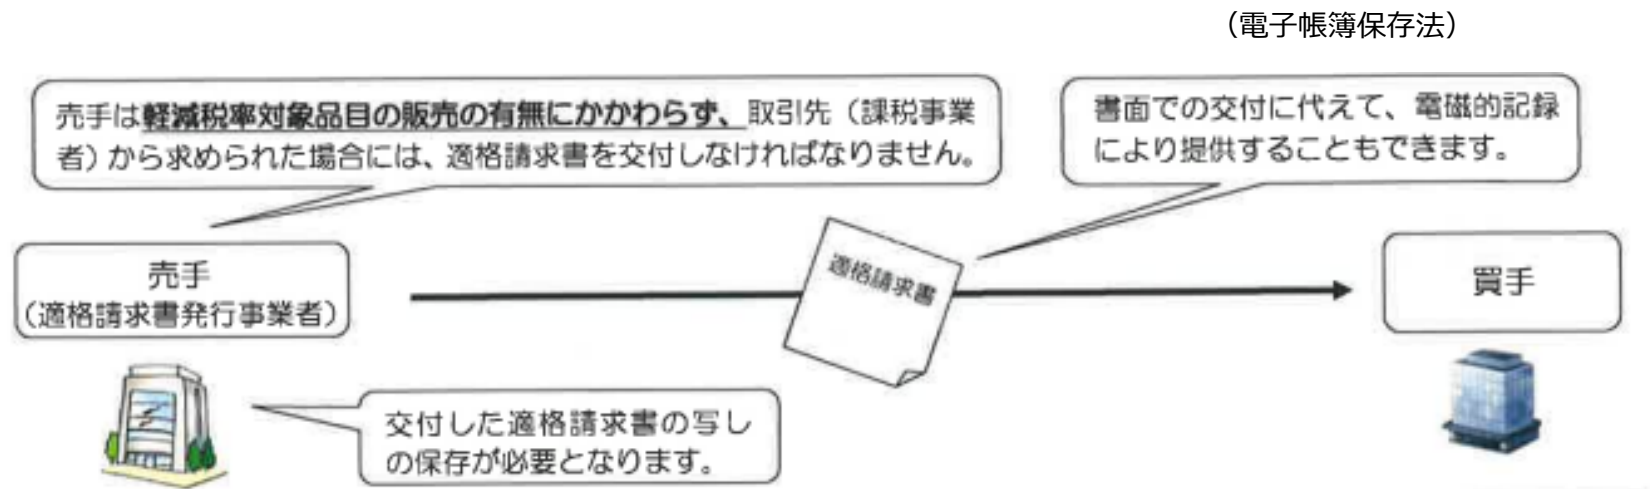 （電子帳簿保存法）
売手は軽減税率対象品目の販売の有無にかかわらず、取引先（課税事業
者）から求められた場合には、適格請求書を交付しなければなりません。
書面での交付に代えて、電磁的記録
により提供することもできます。
売手
（適格請求書発行事業者）
適格請求書
買手
交付した適格請求書の写し
の保存が必要となります。